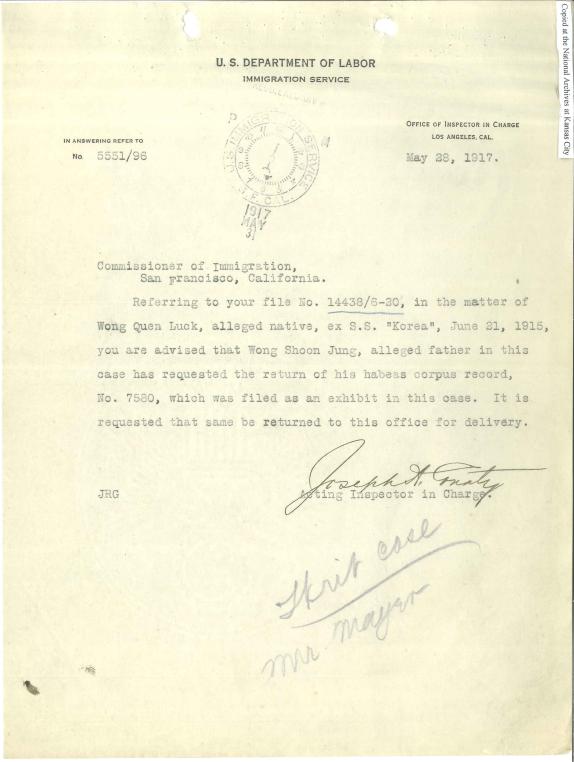 Copied at the National Archives at Kansas City
U. S. DEPARTMENT OF LABOR
IMMIGRATION SERVICE
OFFICE OF INSPECTOR IN CHARGE
LOS ANGELES, CAL.
IN ANSWERING REFER TO
No. 5551/96
May 28, 1917.
U.S. IMMIGRATION SERVICE
S. F. CAL.
1917
MAY
31
Commissioner of Immigration,
San Francisco, California.
Referring to your file No. 14438/6-20, in the matter of
Wong Quen Luck, alleged native, ex S.S. "Korea", June 21, 1915,
you are advised that Wong Shoon Jung, alleged father in this
case has requested the return of his habeas corpus record,
No. 7580, which was filed as an exhibit in this case. It is
requested that same be returned to this office for delivery.
Joseph A. Conaty
JRG Acting Inspector in Charge.
case
Mr. Mayer